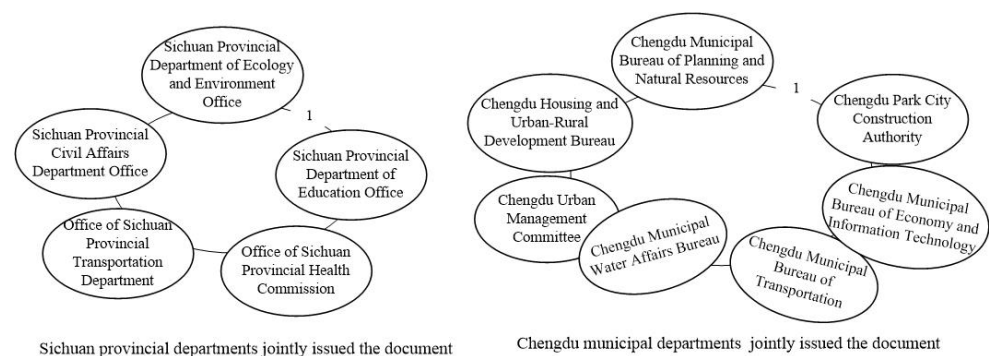 Sichuan Provincial
Department of Ecology
and Environment
Office
1
Sichuan Provincial
Civil Affairs
Department Office
Sichuan Provincial
Department of
Education Office
Office of Sichuan
Provincial
Transportation
Department
Office of Sichuan
Provincial Health
Commission
Sichuan provincial departments jointly issued the document
Chengdu Municipal
Bureau of Planning and
Natural Resources
1
Chengdu Housing and
Urban-Rural
Development Bureau
Chengdu Park City
Construction
Authority
Chengdu Urban
Management
Committee
Chengdu Municipal
Bureau of Economy and
Information Technology
Chengdu Municipal
Water Affairs Bureau
Chengdu Municipal
Bureau of
Transportation
Chengdu municipal departments jointly issued the document